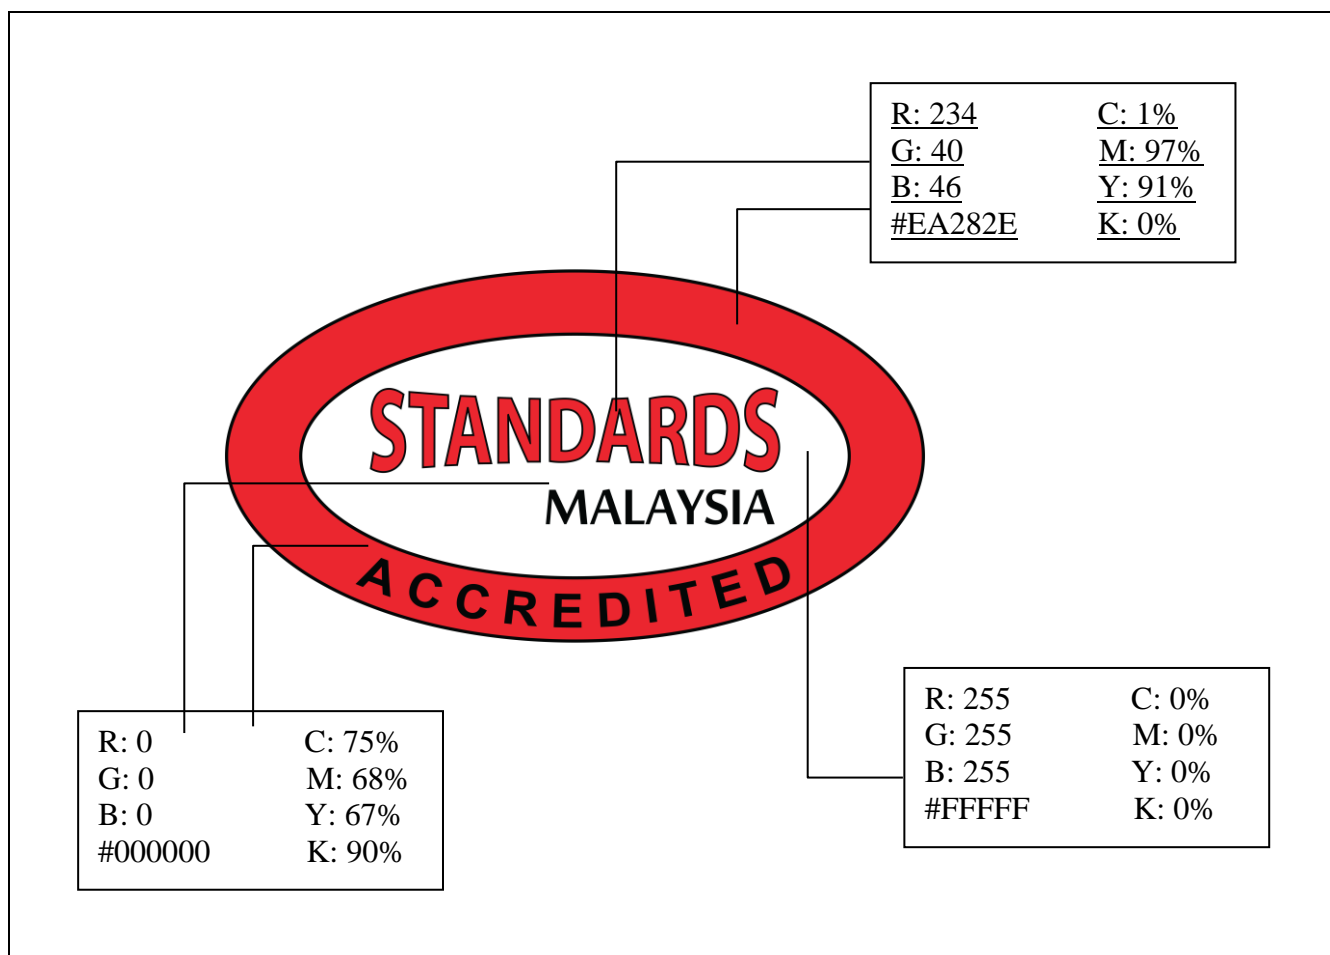 R: 234 C: 1%
G: 40 M: 97%
B: 46 Y: 91%
#EA282E K: 0%
STANDARDS
MALAYSIA
ACCREDITED
R: 0 C: 75%
G: 0 M: 68%
B: 0 Y: 67%
#000000 K: 90%
R: 255 C: 0%
G: 255 M: 0%
B: 255 Y: 0%
#FFFFF K: 0%